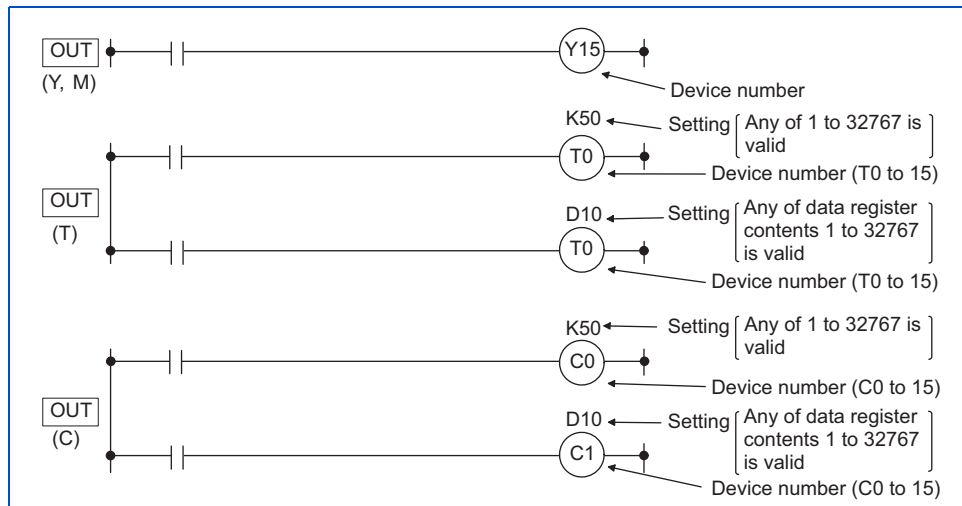 OUT
(Y, M)
Y15
Device number
K50
Setting
Any of 1 to 32767 is
valid
T0
Device number (T0 to 15)
OUT
(T)
D10
Setting
Any of data register
contents 1 to 32767
is valid
T0
Device number (T0 to 15)
K50
Setting
Any of 1 to 32767 is
valid
C0
Device number (C0 to 15)
OUT
(C)
D10
Setting
Any of data register
contents 1 to 32767
is valid
C1
Device number (C0 to 15)